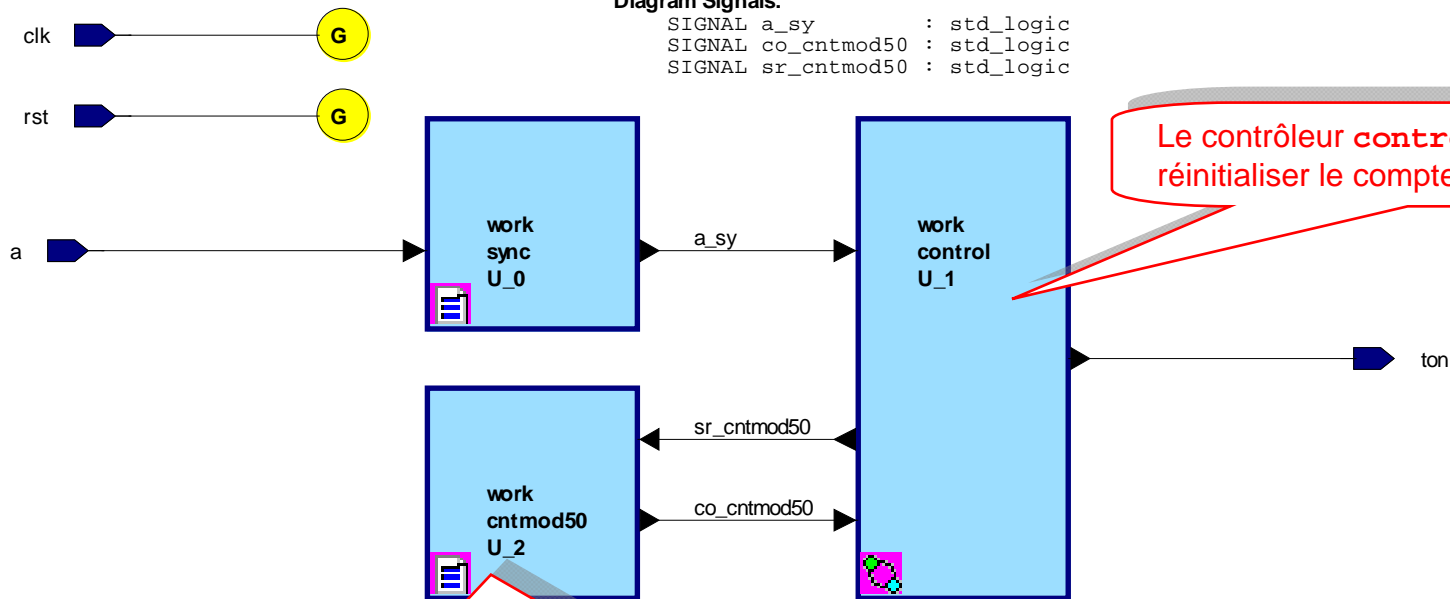 Diagram Signals:
SIGNAL a_sy : std_logic
SIGNAL co_cntmod50 : std_logic
SIGNAL sr_cntmod50 : std_logic
clk
G
rst
G
Le contrôleur
réinitialiser le
a
work
sync
U_0
a_sy
work
control
U_1
ton
sr_cntmod50
work
cntmod50
U_2
co_cntmod50